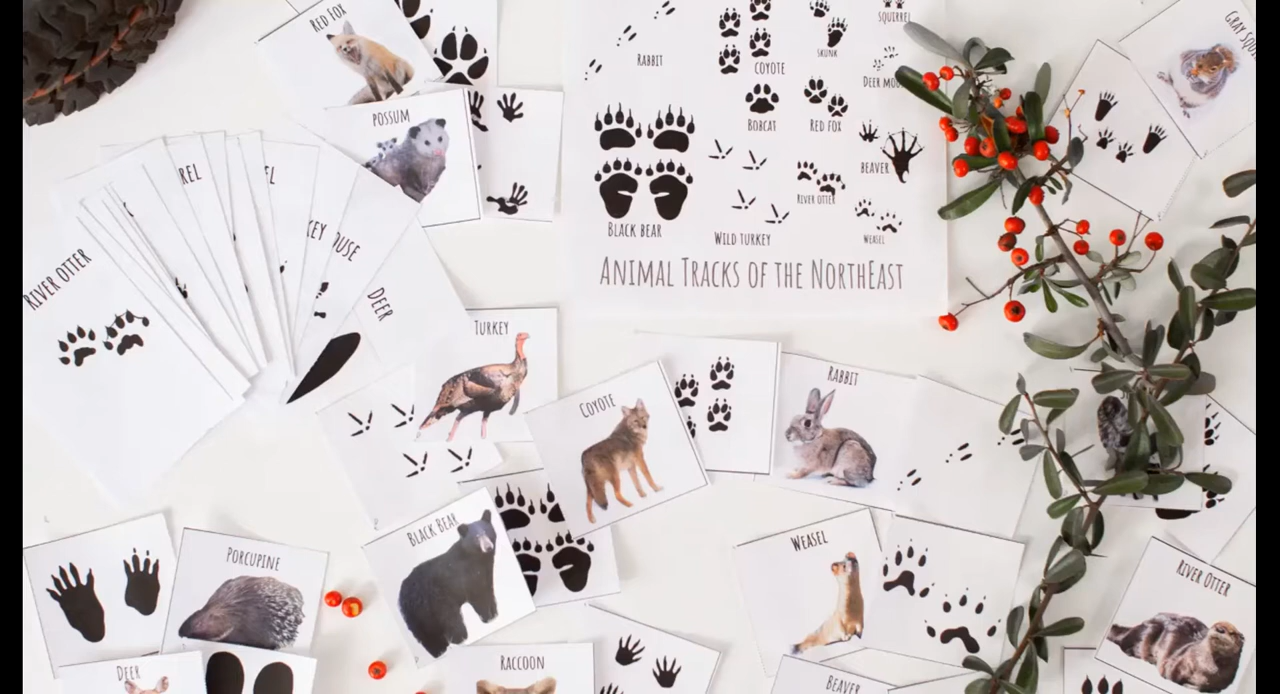 RED FOX
POSSUM
RABBIT
COYOTE
SKUNK
SQUIRREL
BOBCAT
RED FOX
BEAVER
RIVER OTTER
BLACK BEAR
WILD TURKEY
WEASEL
ANIMAL TRACKS OF THE NORTHEAST
GRAY
RIVER OTTER
DEER
TURKEY
COYOTE
RABBIT
BLACK BEAR
WEASEL
PORCUPINE
RIVER OTTER
DEER
RACCOON
BEAVER